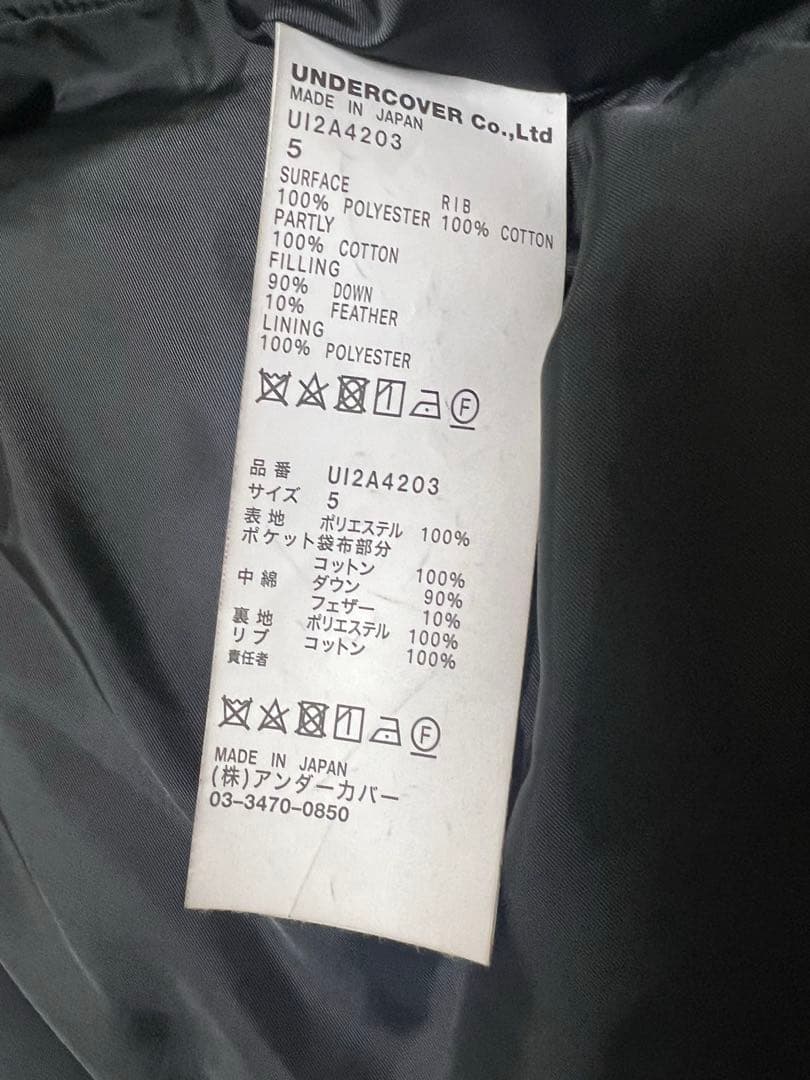 UNDERCOVER Co.,Ltd
MADE IN JAPAN
UI2A4203
5
SURFACE RIB
100% POLYESTER 100% COTTON
PARTLY
100% COTTON
FILLING
90% DOWN
10% FEATHER
LINING
100% POLYESTER
F
品番 UI2A4203
サイズ 5
表地 ポリエステル 100%
ポケット袋布部分
コットン 100%
中綿 ダウン 90%
フェザー 10%
裏地 ポリエステル 100%
リブ コットン 100%
責任者
F
MADE IN JAPAN
(株)アンダーカバー
03-3470-0850